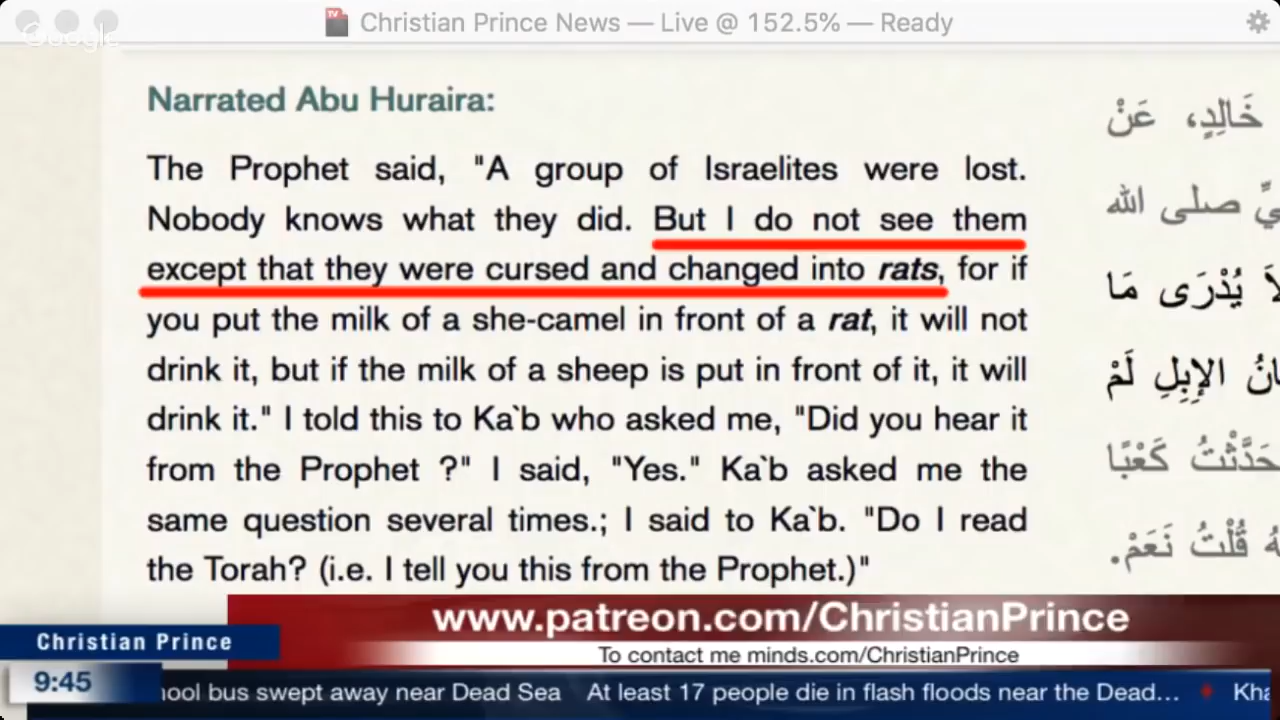 Christian Prince News — Live @ 152.5% — Ready
Google
Narrated Abu Huraira:
The Prophet said, "A group of Israelites were lost.
Nobody knows what they did. But I do not see them
except that they were cursed and changed into rats, for if
you put the milk of a she-camel in front of a rat, it will not
drink it, but if the milk of a sheep is put in front of it, it will
drink it." I told this to Ka`b who asked me, "Did you hear it
from the Prophet ?" I said, "Yes." Ka`b asked me the
same question several times.; I said to Ka`b. "Do I read
the Torah? (i.e. I tell you this from the Prophet.)"
خَالِدٍ، عَنْ
صلى الله
لاَ يُدْرَى مَا
الإِبِلِ لَمْ
حَدَّثْتُ كَعْبًا
قُلْتُ نَعَمْ.
www.patreon.com/ChristianPrince
Christian Prince
To contact me minds.com/ChristianPrince
9:45
bus swept away near Dead Sea At least 17 people die in flash floods near the Dead...